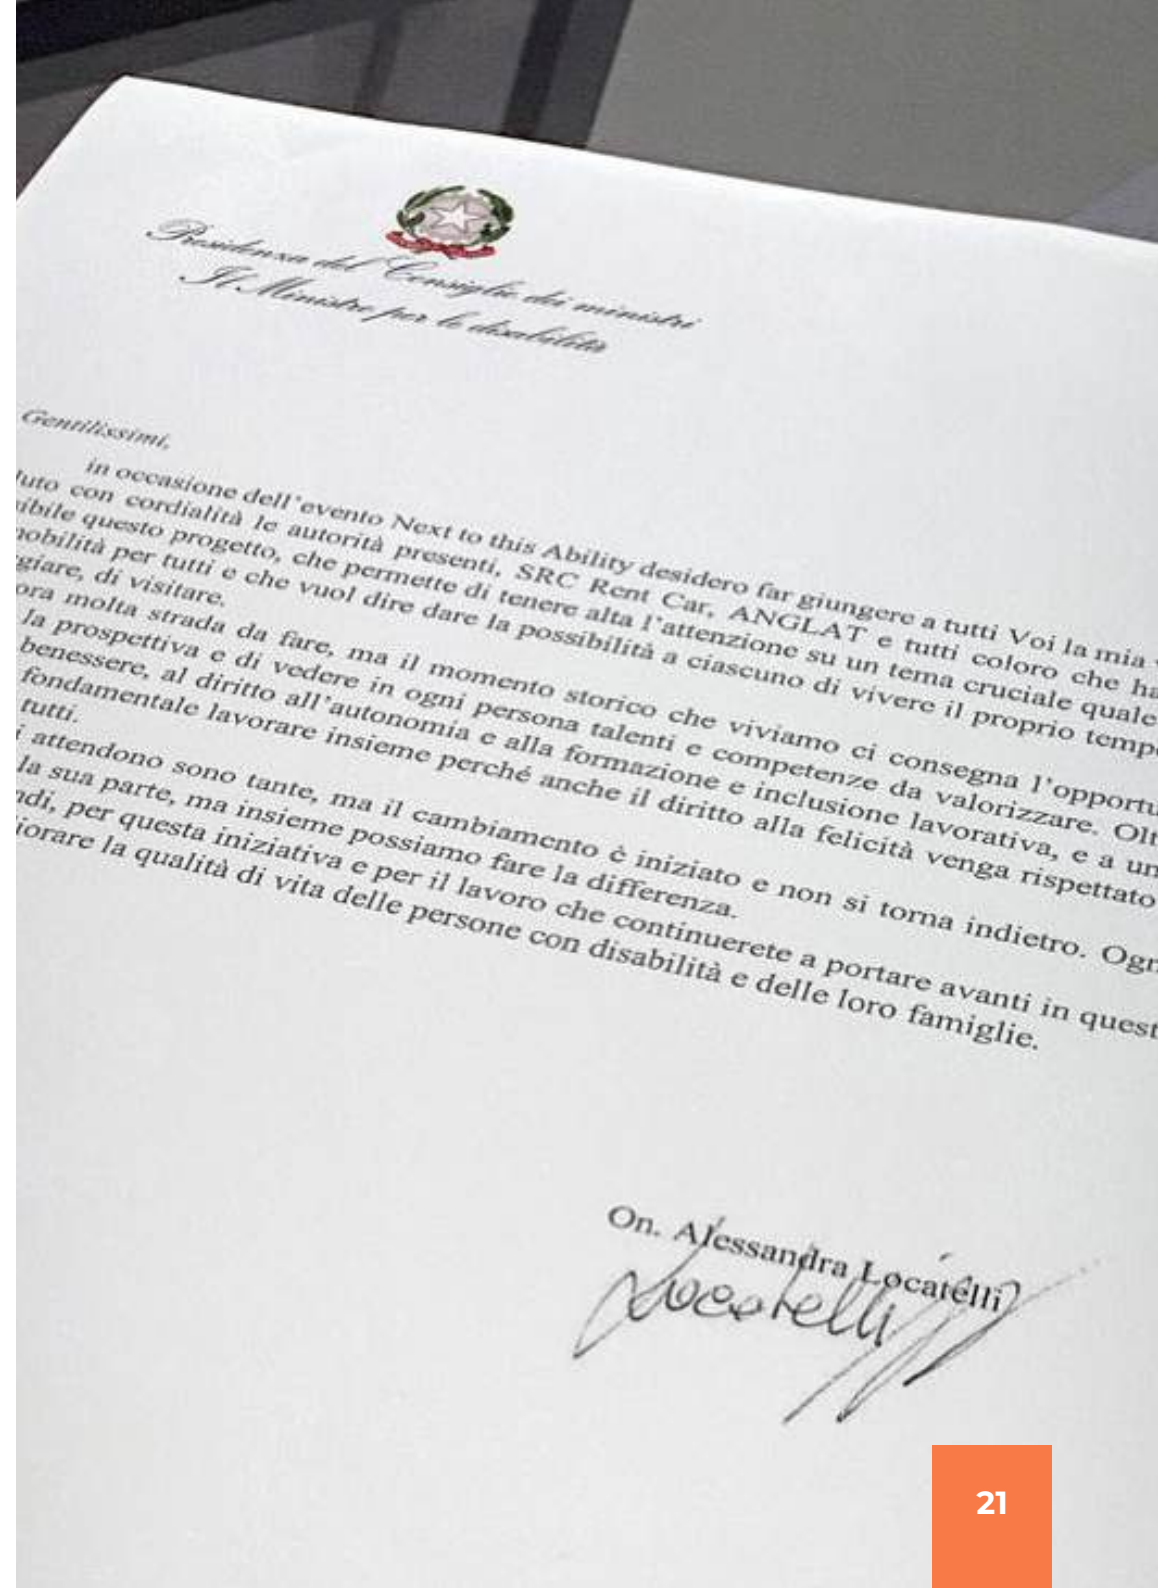 Presidenza del Consiglio dei ministri
Il Ministro per le disabilità
Gentilissimi,
in occasione dell'evento Next to this Ability desidero far giungere a tutti Voi la mia
luto con cordialità le autorità presenti, SRC Rent Car, ANGLAT e tutti coloro che ha
ibile questo progetto, che permette di tenere alta l'attenzione su un tema cruciale quale
nobilità per tutti e che vuol dire dare la possibilità a ciascuno di vivere il proprio temp
giare, di visitare.
ora molta strada da fare, ma il momento storico che viviamo ci consegna l'opportu
la prospettiva e di vedere in ogni persona talenti e competenze da valorizzare. Olt
benessere, al diritto all'autonomia e alla formazione e inclusione lavorativa, e a un
fondamentale lavorare insieme perché anche il diritto alla felicità venga rispettato
tutti.
i attendono sono tante, ma il cambiamento è iniziato e non si torna indietro. Ogn
la sua parte, ma insieme possiamo fare la differenza.
ndi, per questa iniziativa e per il lavoro che continuerete a portare avanti in quest
iorare la qualità di vita delle persone con disabilità e delle loro famiglie.
On. Alessandra Locatelli
Locatelli
21